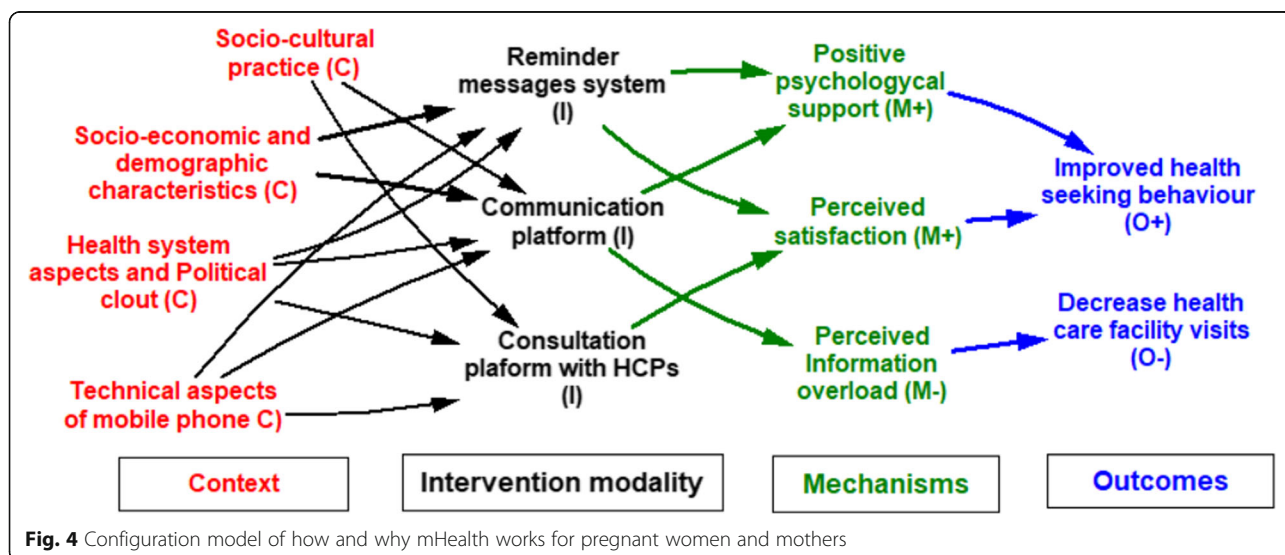 Socio-cultural
practice (C)
Socio-economic and
demographic
characteristics (C)
Health system
aspects and Political
clout (C)
Technical aspects
of mobile phone C)
Reminder
messages system
(I)
Communication
platform (I)
Consultation
plaform with HCPs
(I)
Positive
psychologycal
support (M+)
Perceived
satisfaction (M+)
Perceived
Information
overload (M-)
Improved health
seeking behaviour
(O+)
Decrease health
care facility visits
(O-)
Context
Intervention modality
Mechanisms
Outcomes
Fig. 4 Configuration model of how and why mHealth works for pregnant women and mothers